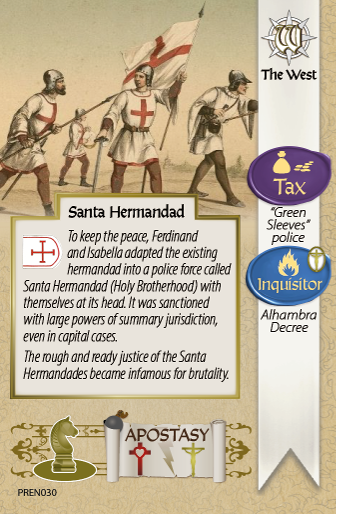 W
The West
Tax
"Green
Sleeves"
police
Inquisitor
Alhambra
Decree
Santa Hermandad
To keep the peace, Ferdinand
and Isabella adapted the existing
hermandad into a police force called
Santa Hermandad (Holy Brotherhood) with
themselves at its head. It was sanctioned
with large powers of summary jurisdiction,
even in capital cases.
The rough and ready justice of the Santa
Hermandades became infamous for brutality.
APOSTASY
PREN030